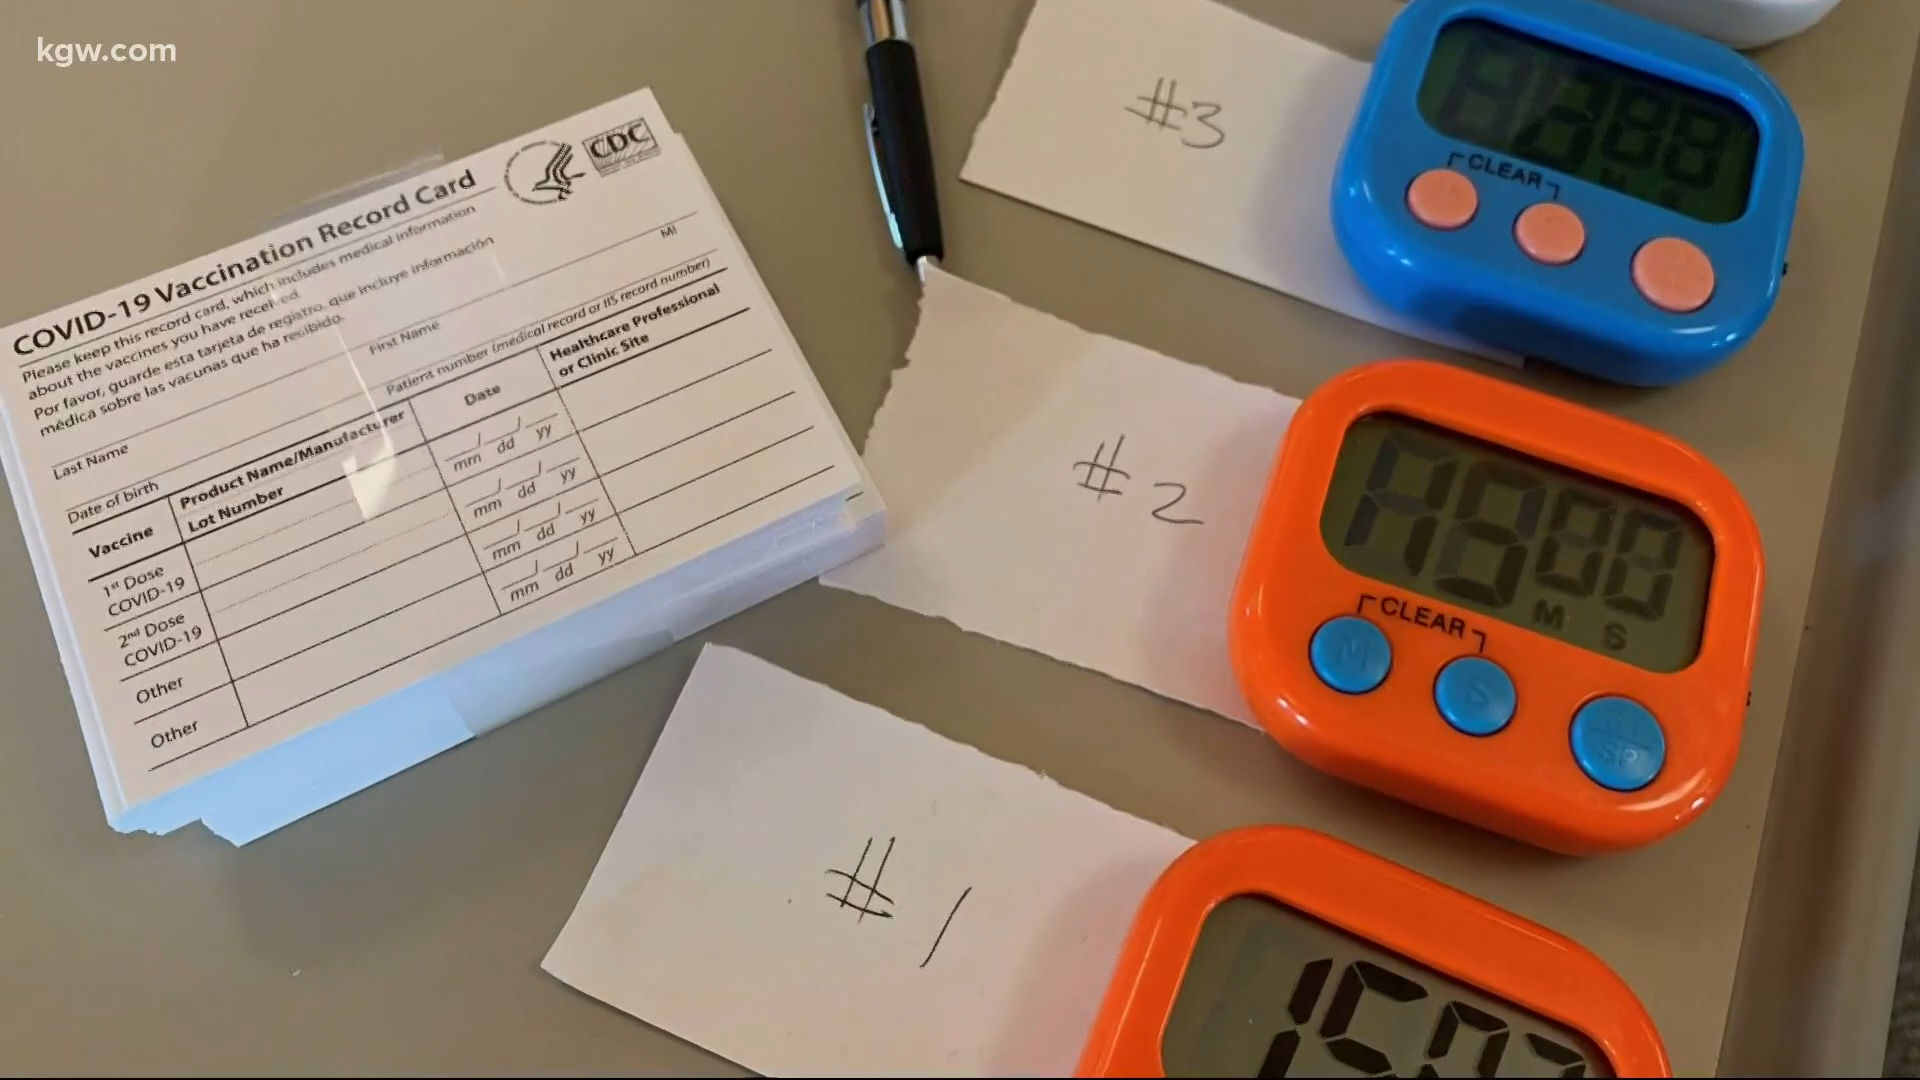 kgw.com
COVID-19 Vaccination Record Card
CDC
Please keep this record card, which includes medical information
about the vaccines you have received.
Por favor, guarde esta tarjeta de registro, que incluye información
médica sobre las vacunas que ha recibido.
Last Name
First Name
MI
Date of birth
Patient number (medical record or IIS record number)
Vaccine
Product Name/Manufacturer
Lot Number
Date
Healthcare Professional
or Clinic Site
1st Dose
COVID-19
mm dd yy
2nd Dose
COVID-19
mm dd yy
Other
mm dd yy
Other
mm dd yy
#3
CLEAR
#2
M S
CLEAR
M
S
ST
SP
#1